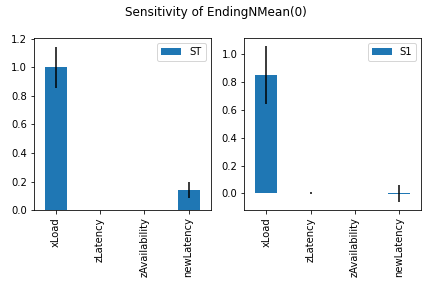 Sensitivity of EndingNMean(0)
1.2
1.0
0.8
0.6
0.4
0.2
0.0
ST
xLoad
zLatency
zAvailability
newLatency
1.0
0.8
0.6
0.4
0.2
0.0
S1
xLoad
zLatency
zAvailability
newLatency